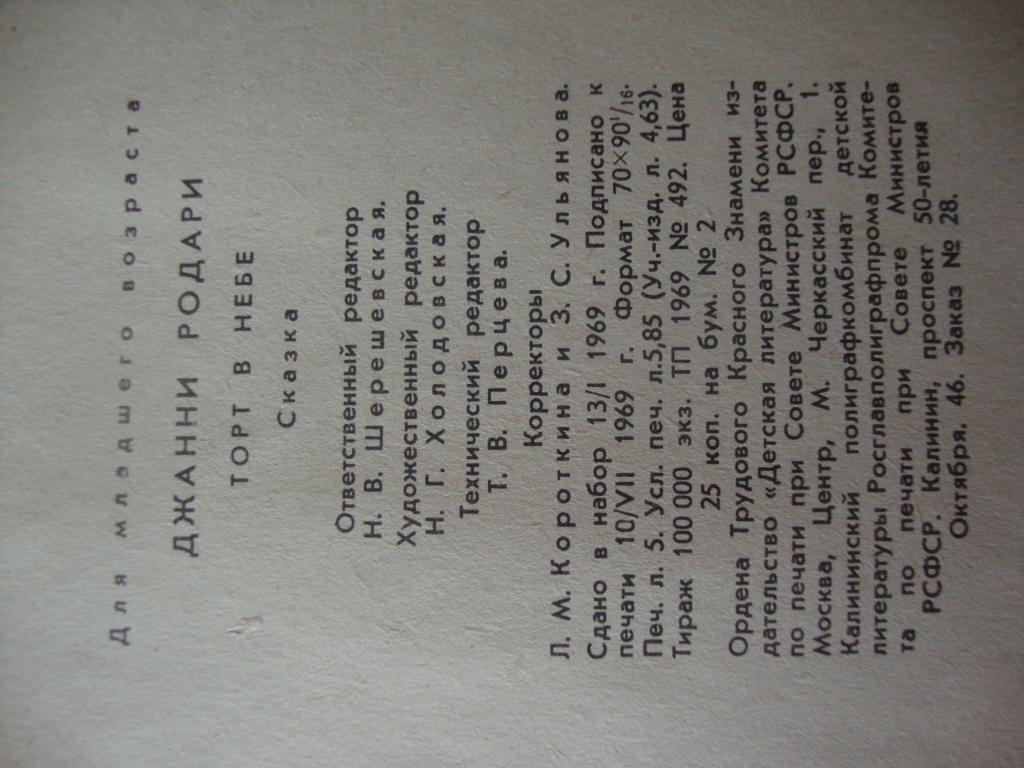 Для младшего возраста
ДЖАННИ РОДАРИ
ТОРТ В НЕБЕ
Сказка
Ответственный редактор
Н. В. Шерешевская.
Художественный редактор
Н. Г. Холодовская.
Технический редактор
Т. В. Перцева.
Корректоры
Л. М. Короткина и З. С. Ульянова.
Сдано в набор 13/I 1969 г. Подписано к
печати 10/VII 1969 г. Формат 70×90¹/₁₆.
Печ. л. 5. Усл. печ. л.5,85 (Уч.-изд. л. 4,63).
Тираж 100 000 экз. ТП 1969 № 492. Цена
25 коп. на бум. № 2
Ордена Трудового Красного Знамени из-
дательство «Детская литература» Комитета
по печати при Совете Министров РСФСР.
Москва, Центр, М. Черкасский пер., 1.
Калининский полиграфкомбинат детской
литературы Росглавполиграфпрома Комите-
та по печати при Совете Министров
РСФСР. Калинин, проспект 50-летия
Октября. 46. Заказ № 28.